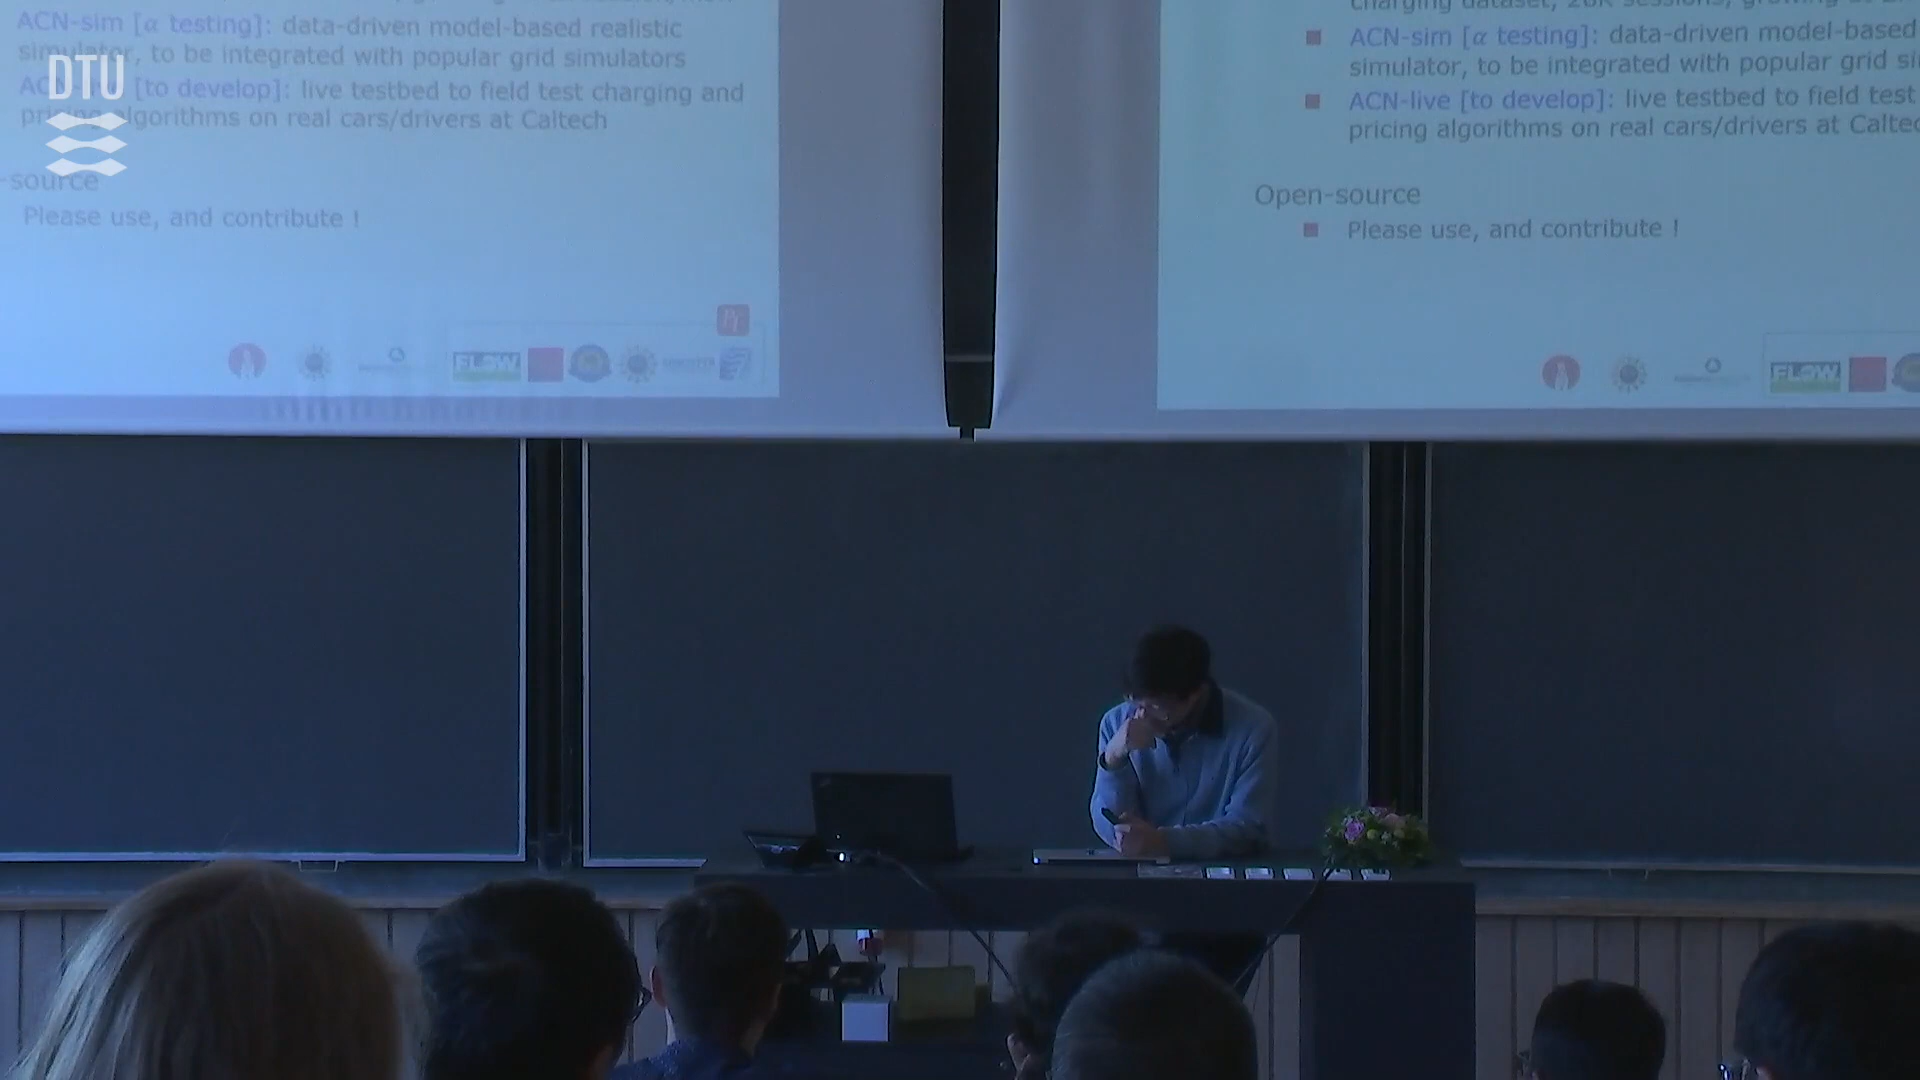 ACN-sim [α testing]: data-driven model-based realistic
simulator, to be integrated with popular grid simulators
[to develop]: live testbed to field test charging and
pricing algorithms on real cars/drivers at Caltech
-source
Please use, and contribute !
FLOW
DTU
ACN-sim [α testing]: data-driven model-based
simulator, to be integrated with popular grid
ACN-live [to develop]: live testbed to field test
pricing algorithms on real cars/drivers at Caltec
Open-source
Please use, and contribute !
FLOW